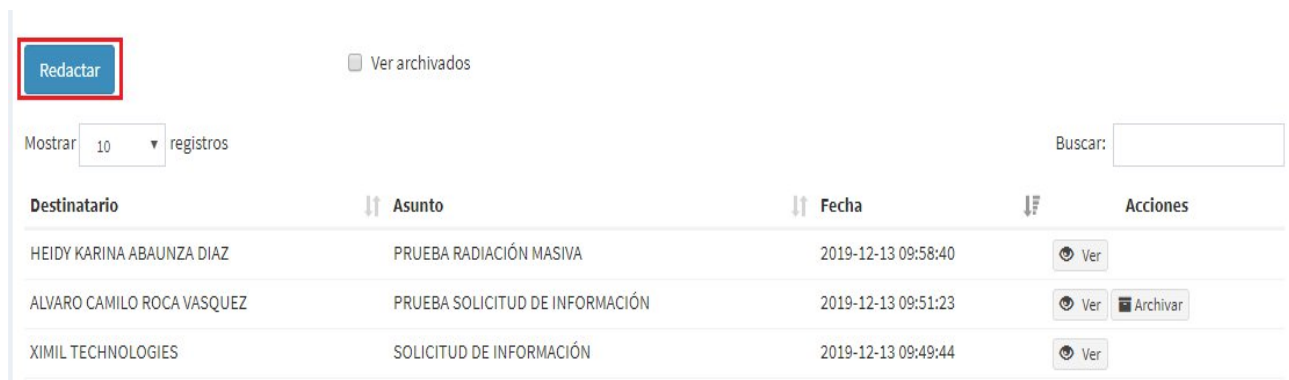 Redactar
Ver archivados
Mostrar 10 registros
Buscar:
Destinatario Asunto Fecha Acciones
HEIDY KARINA ABAUNZA DIAZ PRUEBA RADIACIÓN MASIVA 2019-12-13 09:58:40 Ver
ALVARO CAMILO ROCA VASQUEZ PRUEBA SOLICITUD DE INFORMACIÓN 2019-12-13 09:51:23 Ver Archivar
XIMIL TECHNOLOGIES SOLICITUD DE INFORMACIÓN 2019-12-13 09:49:44 Ver